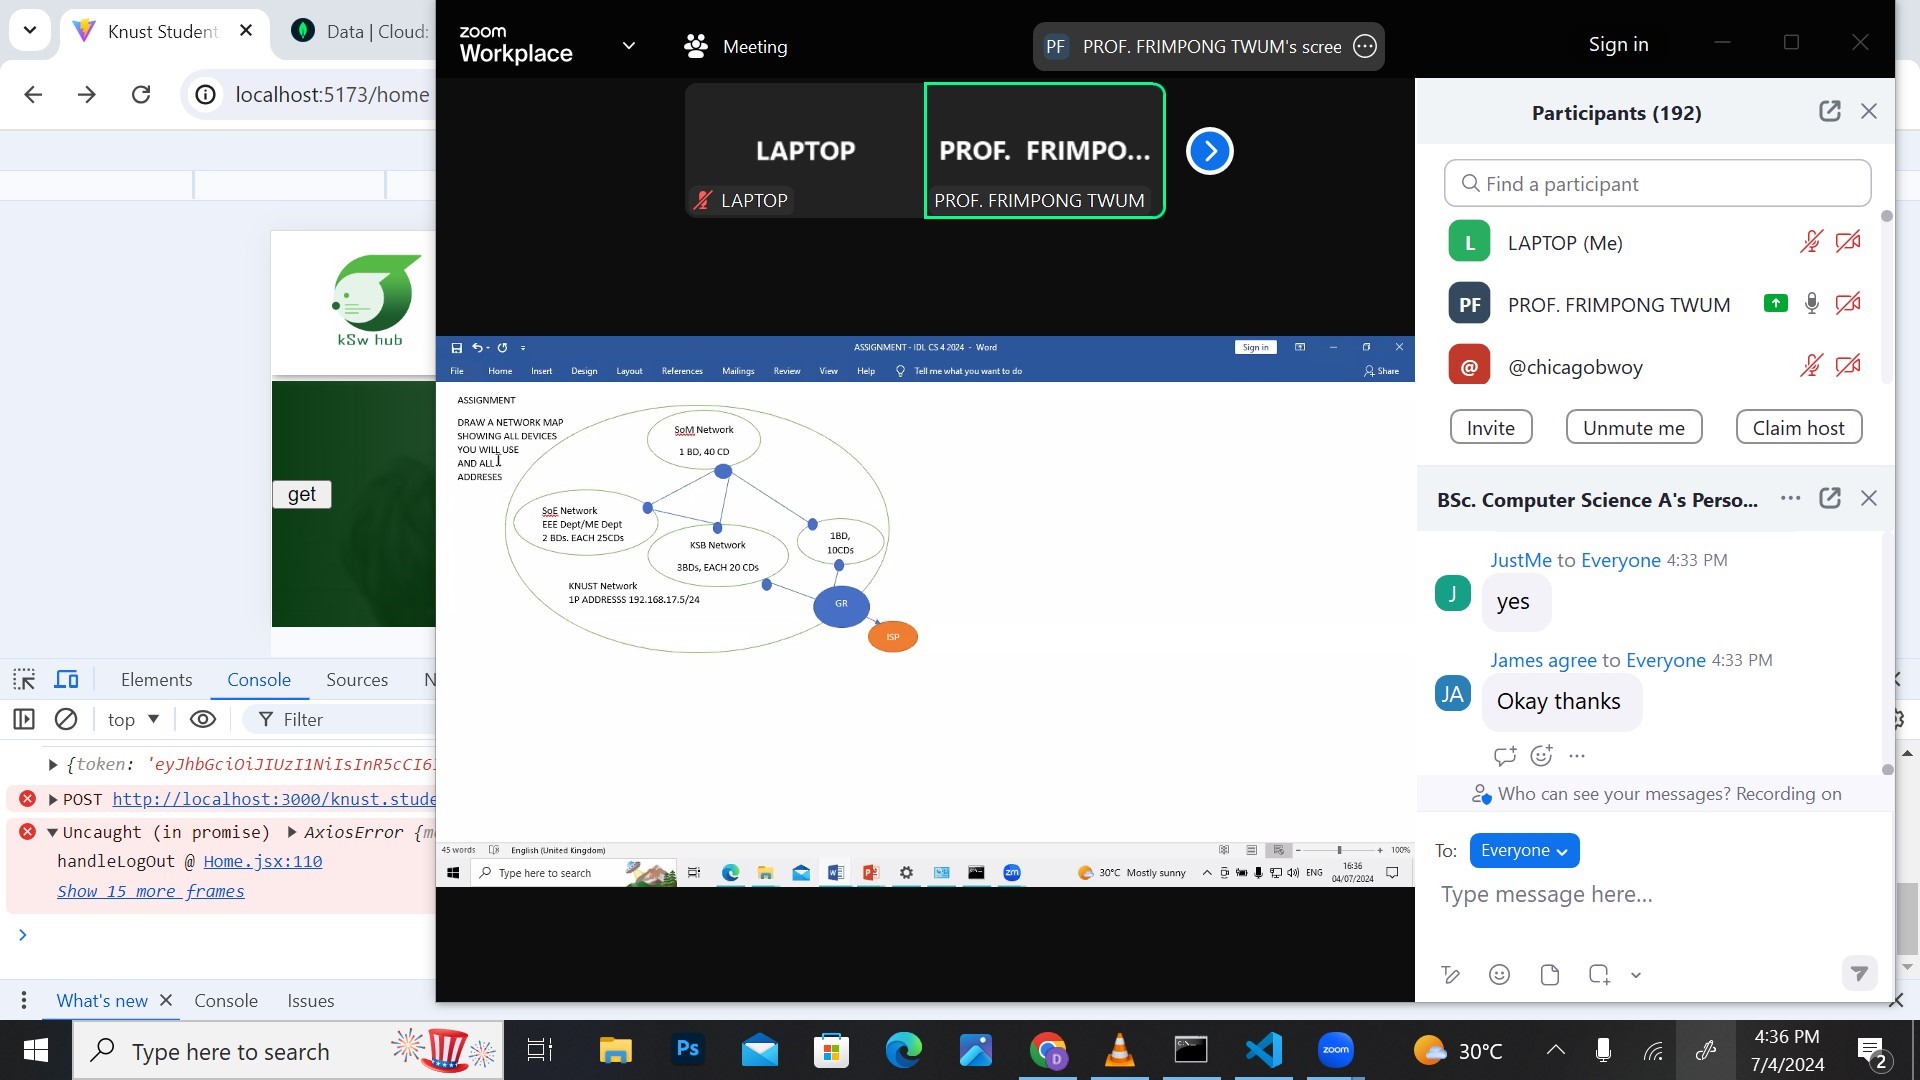 Knust Student
Data | Cloud:
localhost:5173/home
kSw hub
get
Elements
Console
Sources
top
Filter
{token: 'eyJhbGciOiJIUzI1NiIsInR5cCI6
POST http://localhost:3000/knust.stude
Uncaught (in promise) AxiosError
handleLogOut @ Home.jsx:110
Show 15 more frames
What's new
Console
Issues
zoom
Workplace
Meeting
PF PROF. FRIMPONG TWUM's scree
Sign in
LAPTOP
LAPTOP
PROF. FRIMPO...
PROF. FRIMPONG TWUM
ASSIGNMENT - IDL CS 4 2024 - Word
Sign in
File Home Insert Design Layout References Mailings Review View Help Tell me what you want to do
Share
ASSIGNMENT
DRAW A NETWORK MAP
SHOWING ALL DEVICES
YOU WILL USE
AND ALL
ADDRESES
SoM Network
1 BD, 40 CD
SoE Network
EEE Dept/ME Dept
2 BDs. EACH 25CDs
KSB Network
3BDs, EACH 20 CDs
1BD,
10CDs
KNUST Network
1P ADDRESSS 192.168.17.5/24
GR
ISP
45 words
English (United Kingdom)
100%
Type here to search
30°C Mostly sunny
ENG
16:36
04/07/2024
Participants (192)
Find a participant
L LAPTOP (Me)
PF PROF. FRIMPONG TWUM
@ @chicagobwoy
Invite
Unmute me
Claim host
BSc. Computer Science A's Perso...
JustMe to Everyone 4:33 PM
J
yes
James agree to Everyone 4:33 PM
JA
Okay thanks
Who can see your messages? Recording on
To: Everyone
Type message here...
Type here to search
Ps
zoom
30°C
4:36 PM
7/4/2024
2